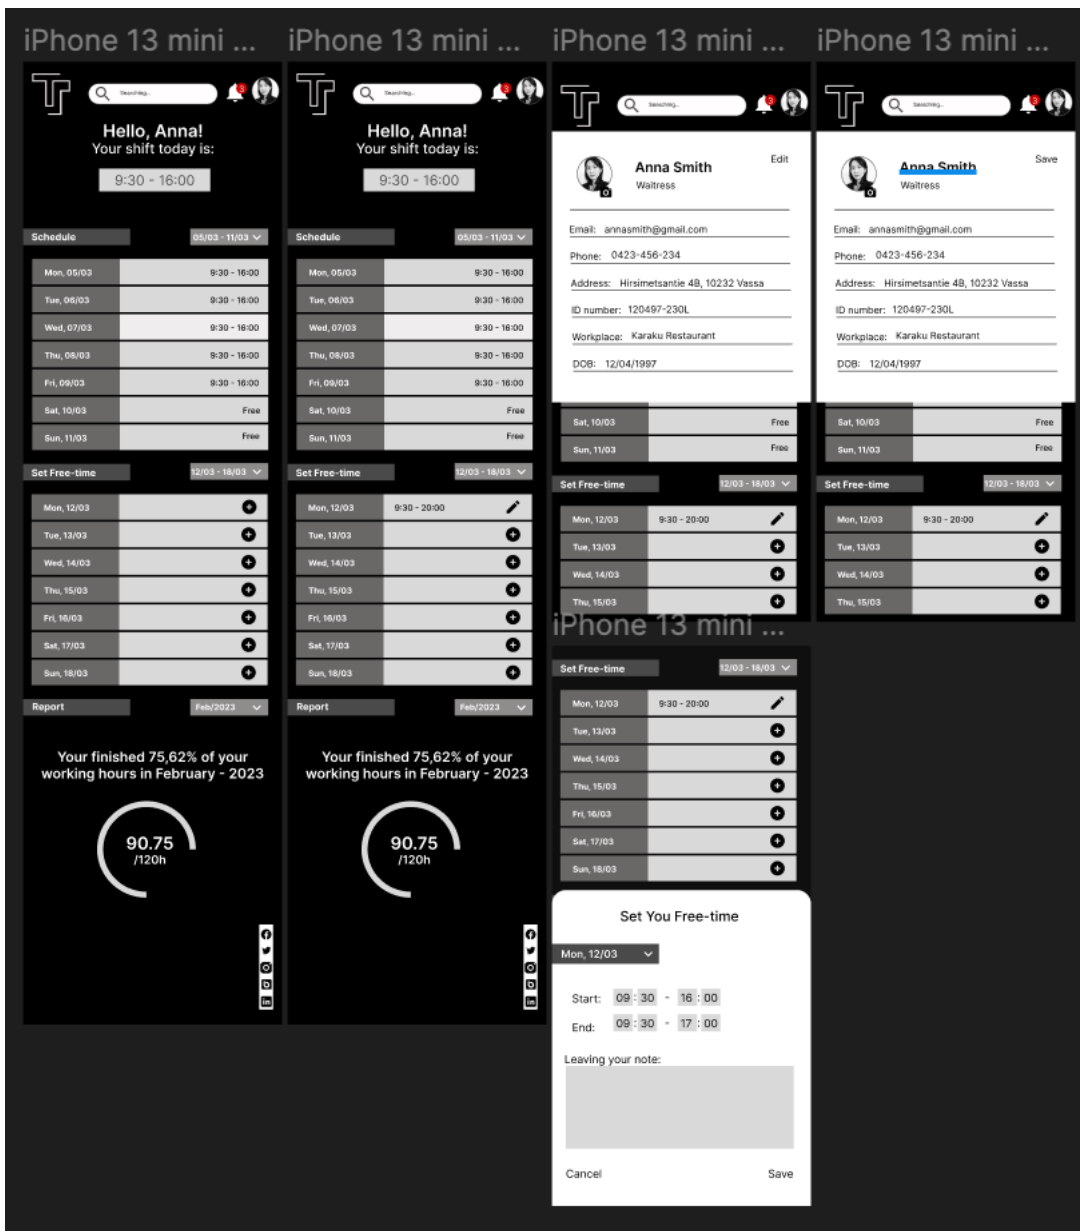 iPhone 13 mini ...
Searching...
3
Hello, Anna!
Your shift today is:
9:30 - 16:00
Schedule
05/03 - 11/03
Mon, 05/03 9:30 - 16:00
Tue, 06/03 9:30 - 16:00
Wed, 07/03 9:30 - 16:00
Thu, 08/03 9:30 - 16:00
Fri, 09/03 9:30 - 16:00
Sat, 10/03 Free
Sun, 11/03 Free
Set Free-time
12/03 - 18/03
Mon, 12/03
Tue, 13/03
Wed, 14/03
Thu, 15/03
Fri, 16/03
Sat, 17/03
Sun, 18/03
Report
Feb/2023
Your finished 75,62% of your
working hours in February - 2023
90.75
/120h
iPhone 13 mini ...
Searching...
3
Hello, Anna!
Your shift today is:
9:30 - 16:00
Schedule
05/03 - 11/03
Mon, 05/03 9:30 - 16:00
Tue, 06/03 9:30 - 16:00
Wed, 07/03 9:30 - 16:00
Thu, 08/03 9:30 - 16:00
Fri, 09/03 9:30 - 16:00
Sat, 10/03 Free
Sun, 11/03 Free
Set Free-time
12/03 - 18/03
Mon, 12/03 9:30 - 20:00
Tue, 13/03
Wed, 14/03
Thu, 15/03
Fri, 16/03
Sat, 17/03
Sun, 18/03
Report
Feb/2023
Your finished 75,62% of your
working hours in February - 2023
90.75
/120h
iPhone 13 mini ...
Searching...
3
Anna Smith
Edit
Waitress
Email: annasmith@gmail.com
Phone: 0423-456-234
Address: Hirsimetsantie 4B, 10232 Vassa
ID number: 120497-230L
Workplace: Karaku Restaurant
DOB: 12/04/1997
Sat, 10/03 Free
Sun, 11/03 Free
Set Free-time
12/03 - 18/03
Mon, 12/03 9:30 - 20:00
Tue, 13/03
Wed, 14/03
Thu, 15/03
iPhone 13 mini ...
Searching...
3
Anna Smith
Save
Waitress
Email: annasmith@gmail.com
Phone: 0423-456-234
Address: Hirsimetsantie 4B, 10232 Vassa
ID number: 120497-230L
Workplace: Karaku Restaurant
DOB: 12/04/1997
Sat, 10/03 Free
Sun, 11/03 Free
Set Free-time
12/03 - 18/03
Mon, 12/03 9:30 - 20:00
Tue, 13/03
Wed, 14/03
Thu, 15/03
iPhone 13 mini ...
Set Free-time
12/03 - 18/03
Mon, 12/03 9:30 - 20:00
Tue, 13/03
Wed, 14/03
Thu, 15/03
Fri, 16/03
Sat, 17/03
Sun, 18/03
Set You Free-time
Mon, 12/03
Start: 09 : 30 - 16 : 00
End: 09 : 30 - 17 : 00
Leaving your note:
Cancel
Save